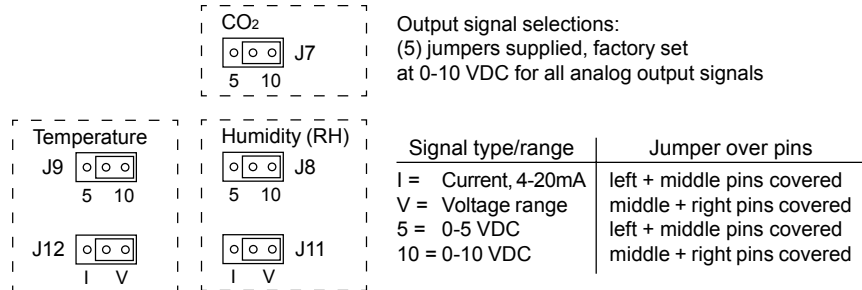 CO2
J7
5 10
Output signal selections:
(5) jumpers supplied, factory set
at 0-10 VDC for all analog output signals
Temperature
J9
5 10
J12
I V
Humidity (RH)
J8
5 10
J11
I V
Signal type/range Jumper over pins
I = Current, 4-20mA left + middle pins covered
V = Voltage range middle + right pins covered
5 = 0-5 VDC left + middle pins covered
10 = 0-10 VDC middle + right pins covered